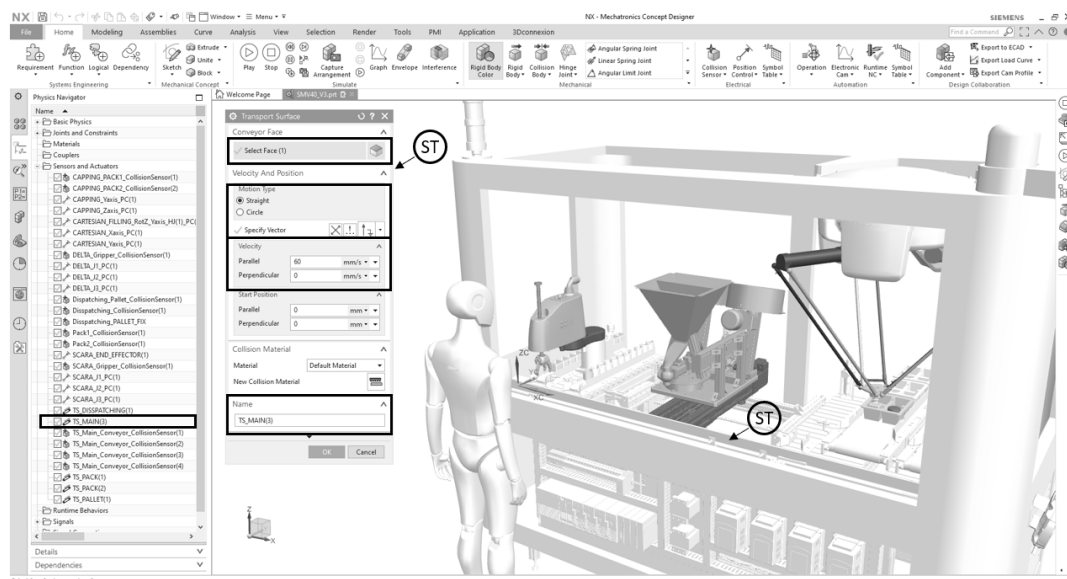 NX
Window
Menu
NX - Mechatronics Concept Designer
SIEMENS
File Home Modeling Assemblies Curve Analysis View Selection Render Tools PMI Application 3Dconnexion
Find a Command
Requirement Function Logical Dependency
Systems Engineering
Sketch
Extrude
Unite
Block
Mechanical Concept
Play Stop
Capture Arrangement
Graph Envelope Interference
Simulate
Rigid Body Color
Rigid Body
Collision Body
Hinge Joint
Angular Spring Joint
Linear Spring Joint
Angular Limit Joint
Mechanical
Collision Sensor
Position Control
Symbol Table
Electrical
Operation
Electronic Cam
Runtime NC
Symbol Table
Automation
Add Component
Export to ECAD
Export Load Curve
Export Cam Profile
Design Collaboration
Physics Navigator
Welcome Page
SMV40_V3.prt
Name
Basic Physics
Joints and Constraints
Materials
Couplers
Sensors and Actuators
CAPPING_PACK1_CollisionSensor(1)
CAPPING_PACK2_CollisionSensor(2)
CAPPING_Yaxis_PC(1)
CAPPING_Zaxis_PC(1)
CARTESIAN_FILLING_RotZ_Yaxis_HJ(1)_PC(
CARTESIAN_Xaxis_PC(1)
CARTESIAN_Yaxis_PC(1)
DELTA_Gripper_CollisionSensor(1)
DELTA_J1_PC(1)
DELTA_J2_PC(1)
DELTA_J3_PC(1)
Dispatching_Pallet_CollisionSensor(1)
Disspatching_CollisionSensor(1)
Disspatching_PALLET_FIX
Pack1_CollisionSensor(1)
Pack2_CollisionSensor(1)
SCARA_END_EFFECTOR(1)
SCARA_Gripper_CollisionSensor(1)
SCARA_J1_PC(1)
SCARA_J2_PC(1)
SCARA_J3_PC(1)
TS_DISSPATCHING(1)
TS_MAIN(3)
TS_Main_Conveyor_CollisionSensor(1)
TS_Main_Conveyor_CollisionSensor(2)
TS_Main_Conveyor_CollisionSensor(3)
TS_Main_Conveyor_CollisionSensor(4)
TS_PACK(1)
TS_PACK(2)
TS_PALLET(1)
Runtime Behaviors
Signals
Details
Dependencies
Transport Surface
Conveyor Face
Select Face (1)
Velocity And Position
Motion Type
Straight
Circle
Specify Vector
Velocity
Parallel 60 mm/s
Perpendicular 0 mm/s
Start Position
Parallel 0 mm
Perpendicular 0 mm
Collision Material
Material Default Material
New Collision Material
Name
TS_MAIN(3)
OK Cancel
ST
ST
ZC
XC
Z
X